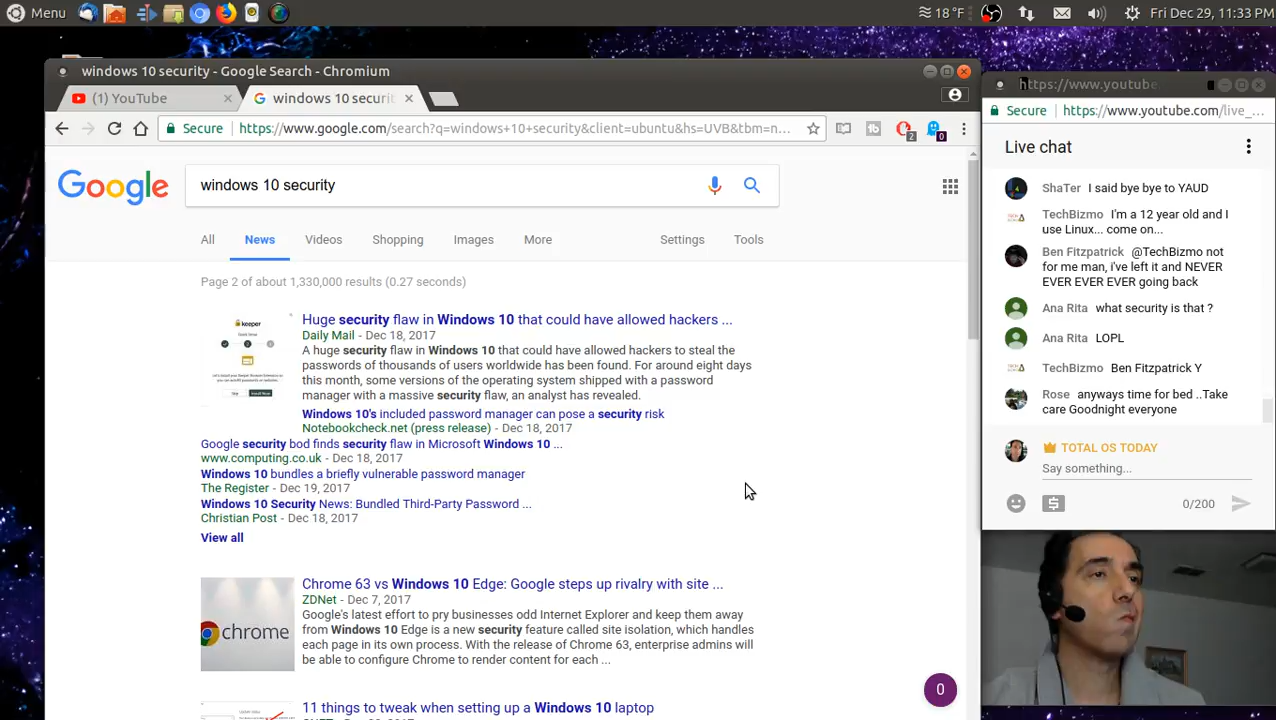 Menu
18 °F
Fri Dec 29, 11:33 PM
windows 10 security - Google Search - Chromium
(1) YouTube
windows 10 securit
Secure
https://www.google.com/search?q=windows+10+security&client=ubuntu&hs=UVB&tbm=n...
2
0
Google
windows 10 security
All
News
Videos
Shopping
Images
More
Settings
Tools
Page 2 of about 1,330,000 results (0.27 seconds)
keeper
Huge security flaw in Windows 10 that could have allowed hackers ...
Daily Mail - Dec 18, 2017
A huge security flaw in Windows 10 that could have allowed hackers to steal the
passwords of thousands of users worldwide has been found. For around eight days
this month, some versions of the operating system shipped with a password
manager with a massive security flaw, an analyst has revealed.
Windows 10's included password manager can pose a security risk
Notebookcheck.net (press release) - Dec 18, 2017
Google security bod finds security flaw in Microsoft Windows 10 ...
www.computing.co.uk - Dec 18, 2017
Windows 10 bundles a briefly vulnerable password manager
The Register - Dec 19, 2017
Windows 10 Security News: Bundled Third-Party Password ...
Christian Post - Dec 18, 2017
View all
chrome
Chrome 63 vs Windows 10 Edge: Google steps up rivalry with site ...
ZDNet - Dec 7, 2017
Google's latest effort to pry businesses odd Internet Explorer and keep them away
from Windows 10 Edge is a new security feature called site isolation, which handles
each page in its own process. With the release of Chrome 63, enterprise admins will
be able to configure Chrome to render content for each ...
11 things to tweak when setting up a Windows 10 laptop
0
https://www.youtube.
Secure
https://www.youtube.com/live_...
Live chat
ShaTer I said bye bye to YAUD
TechBizmo I'm a 12 year old and I
use Linux... come on...
Ben Fitzpatrick @TechBizmo not
for me man, i've left it and NEVER
EVER EVER EVER going back
Ana Rita what security is that ?
Ana Rita LOPL
TechBizmo Ben Fitzpatrick Y
Rose anyways time for bed ..Take
care Goodnight everyone
TOTAL OS TODAY
Say something...
0/200